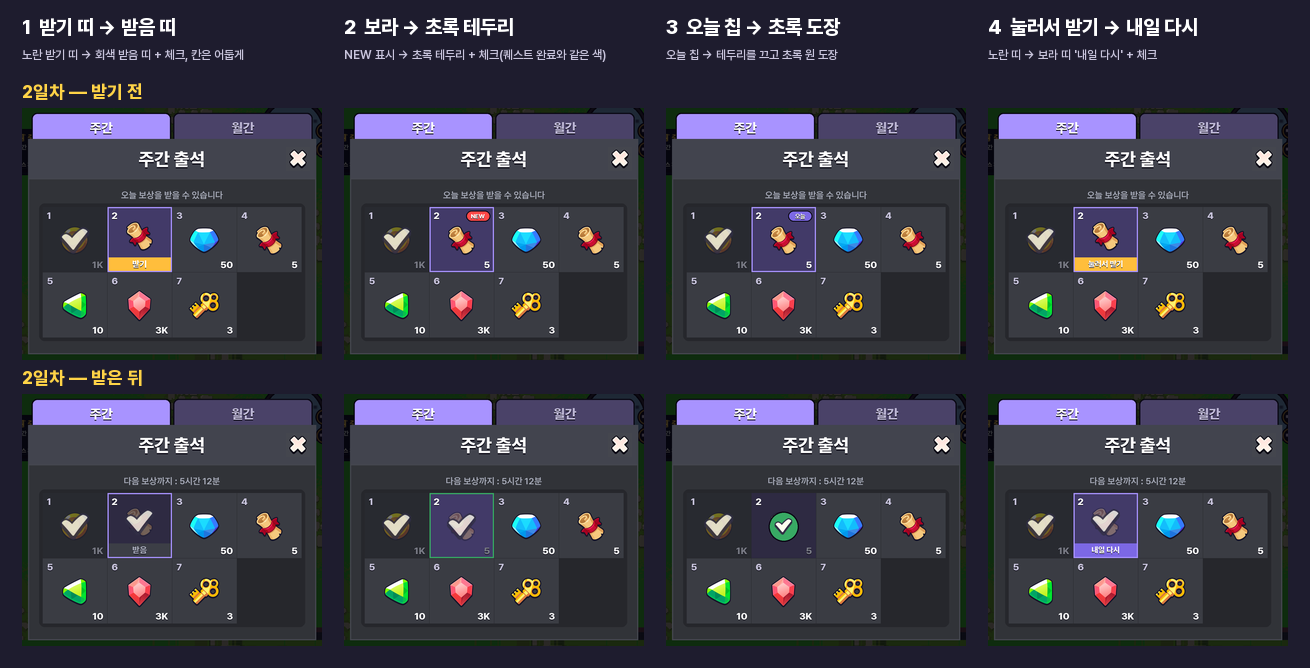 1 받기 띠 → 받음 띠
노란 받기 띠 → 회색 받음 띠 + 체크, 칸은 어둡게
2 보라 → 초록 테두리
NEW 표시 → 초록 테두리 + 체크(퀘스트 완료와 같은 색)
3 오늘 칩 → 초록 도장
오늘 칩 → 테두리를 끄고 초록 원 도장
4 눌러서 받기 → 내일 다시
노란 띠 → 보라 띠 '내일 다시' + 체크
2일차 — 받기 전
주간 월간
주간 출석
오늘 보상을 받을 수 있습니다
1 2 3 4
받기
1K 50 5
5 6 7
10 3K 3
주간 월간
주간 출석
오늘 보상을 받을 수 있습니다
1 2 NEW 3 4
1K 5 50 5
5 6 7
10 3K 3
주간 월간
주간 출석
오늘 보상을 받을 수 있습니다
1 2 오늘 3 4
1K 5 50 5
5 6 7
10 3K 3
주간 월간
주간 출석
오늘 보상을 받을 수 있습니다
1 2 3 4
눌러서 받기
1K 50 5
5 6 7
10 3K 3
2일차 — 받은 뒤
주간 월간
주간 출석
다음 보상까지 : 5시간 12분
1 2 3 4
받음
1K 50 5
5 6 7
10 3K 3
주간 월간
주간 출석
다음 보상까지 : 5시간 12분
1 2 3 4
1K 5 50 5
5 6 7
10 3K 3
주간 월간
주간 출석
다음 보상까지 : 5시간 12분
1 2 3 4
1K 5 50 5
5 6 7
10 3K 3
주간 월간
주간 출석
다음 보상까지 : 5시간 12분
1 2 3 4
내일 다시
1K 50 5
5 6 7
10 3K 3